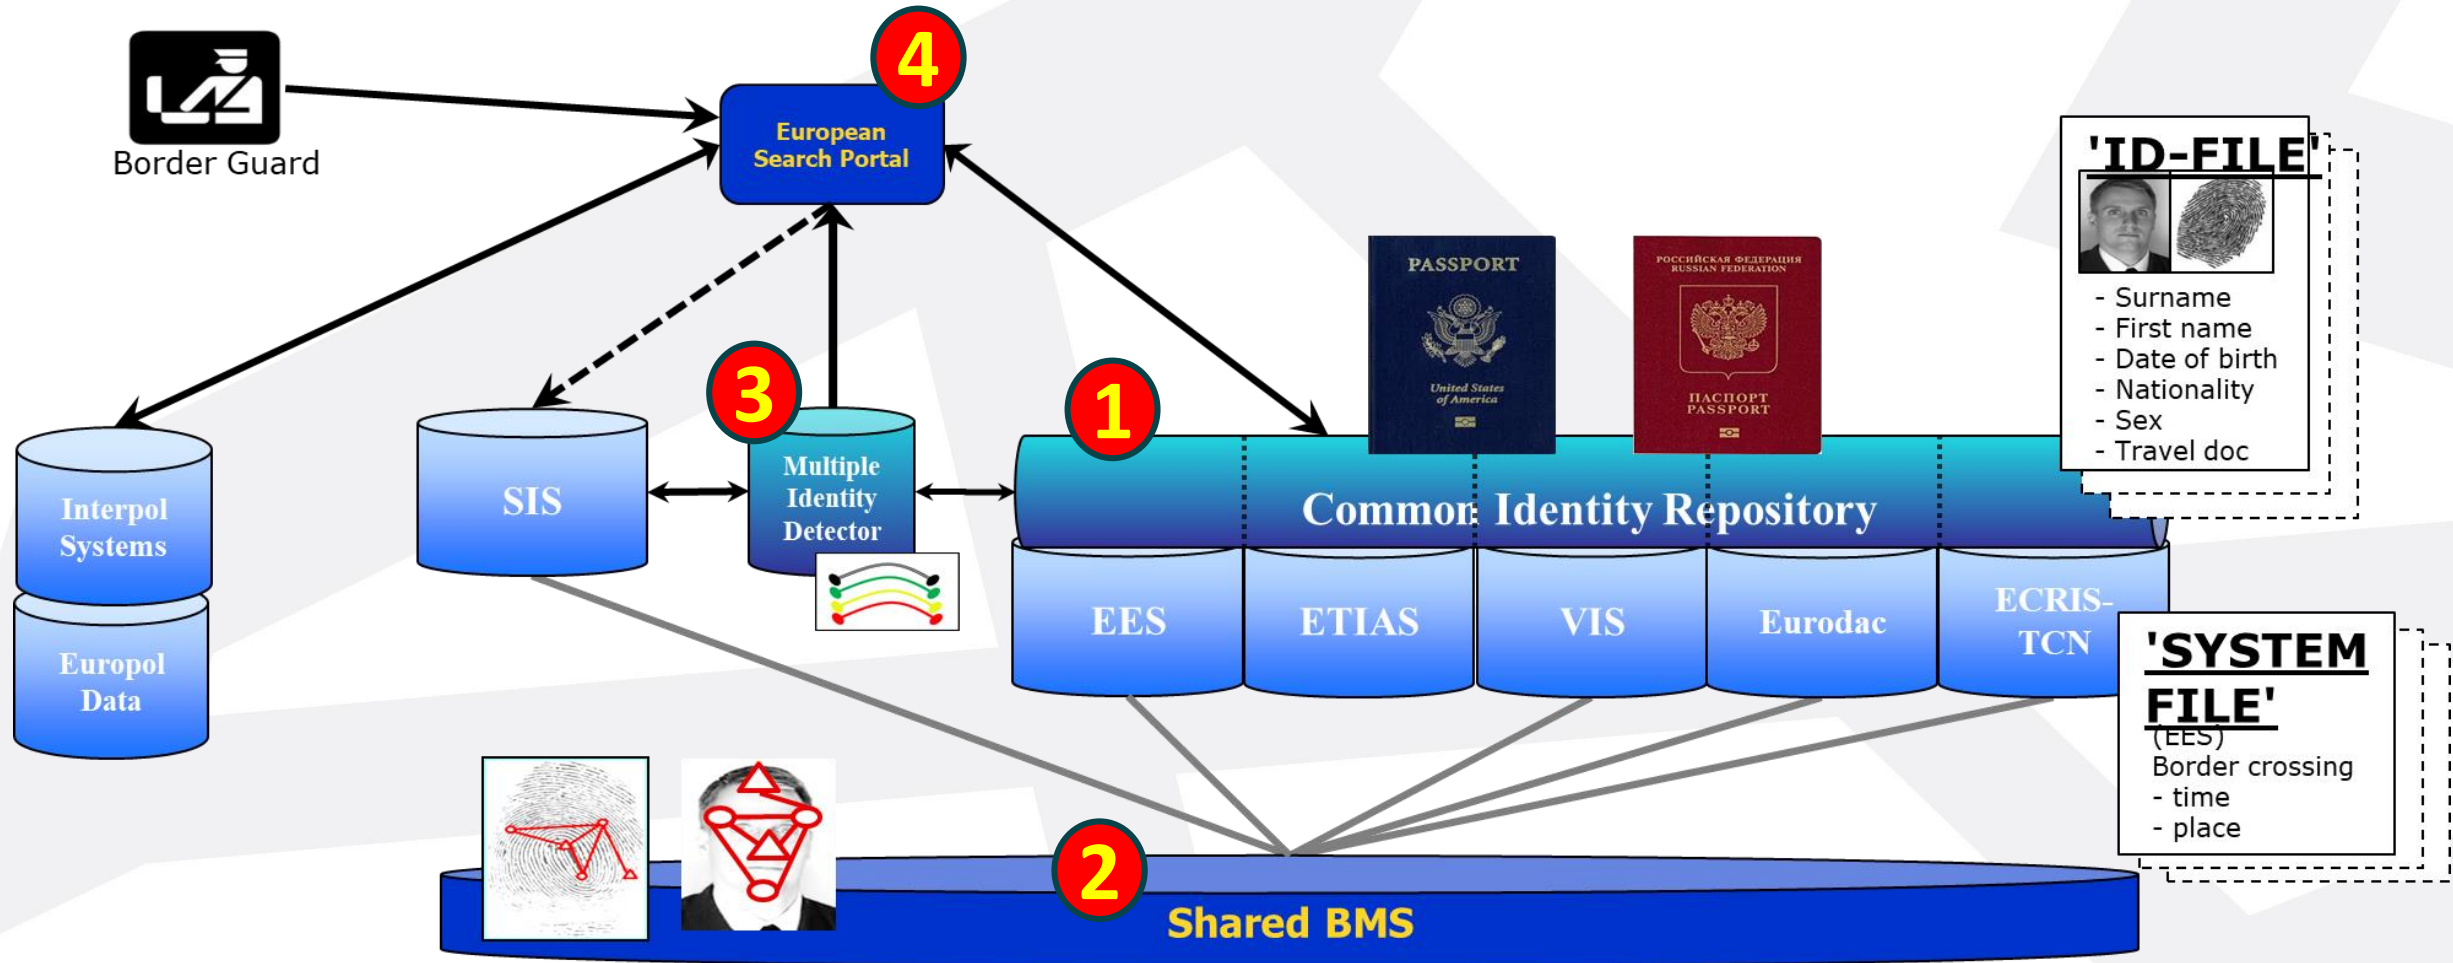 4
European
Search Portal
Border Guard
'ID-FILE'
- Surname
- First name
- Date of birth
- Nationality
- Sex
- Travel doc
PASSPORT
United States
of America
РОССИЙСКАЯ ФЕДЕРАЦИЯ
RUSSIAN FEDERATION
ПАСПОРТ
PASSPORT
3
1
Interpol
Systems
SIS
Multiple
Identity
Detector
Common Identity Repository
Europol
Data
EES
ETIAS
VIS
Eurodac
ECRIS-
TCN
'SYSTEM
FILE'
(EES)
Border crossing
- time
- place
2
Shared BMS